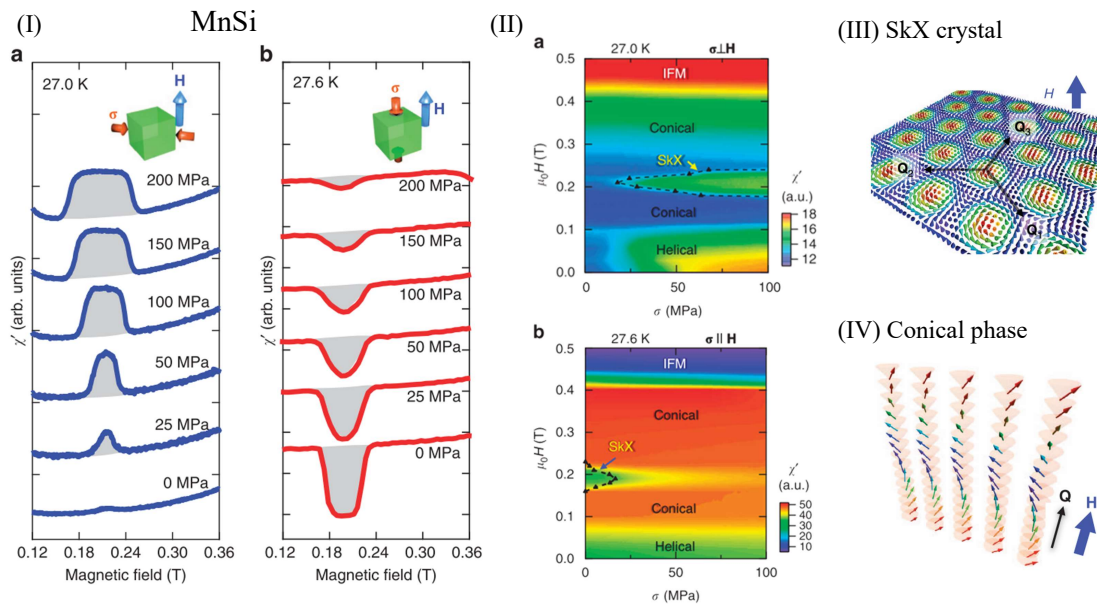 (I)
MnSi
a
27.0 K
σ
H
200 MPa
150 MPa
100 MPa
50 MPa
25 MPa
0 MPa
χ′ (arb. units)
0.12 0.18 0.24 0.30 0.36
Magnetic field (T)
b
27.6 K
σ
H
200 MPa
150 MPa
100 MPa
50 MPa
25 MPa
0 MPa
χ′ (arb. units)
0.12 0.18 0.24 0.30 0.36
Magnetic field (T)
(II)
a
27.0 K
σ⊥H
IFM
Conical
SkX
Conical
Helical
μ0H (T)
0.5
0.4
0.3
0.2
0.1
0.0
0 50 100
σ (MPa)
χ′
(a.u.)
18
16
14
12
b
27.6 K
σ || H
IFM
Conical
SkX
Conical
Helical
μ0H (T)
0.5
0.4
0.3
0.2
0.1
0.0
0 50 100
σ (MPa)
χ′
(a.u.)
50
40
30
20
10
(III) SkX crystal
H
Q3
Q2
Q1
(IV) Conical phase
Q
H